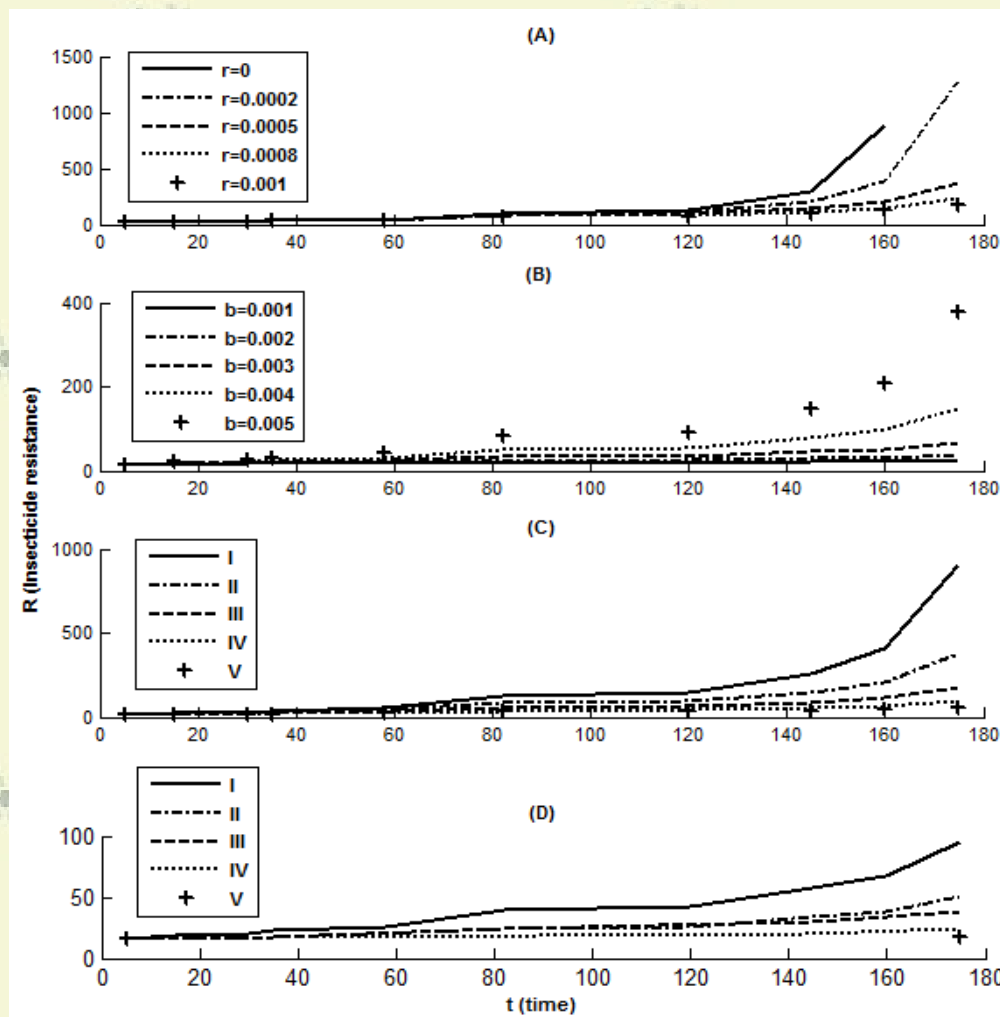 (A)
1500
1000
500
0
r=0
r=0.0002
r=0.0005
r=0.0008
r=0.001
0 20 40 60 80 100 120 140 160 180
(B)
400
200
0
b=0.001
b=0.002
b=0.003
b=0.004
b=0.005
0 20 40 60 80 100 120 140 160 180
R (Insecticide resistance)
(C)
1000
500
0
I
II
III
IV
V
0 20 40 60 80 100 120 140 160 180
(D)
100
50
0
I
II
III
IV
V
0 20 40 60 80 100 120 140 160 180
t (time)